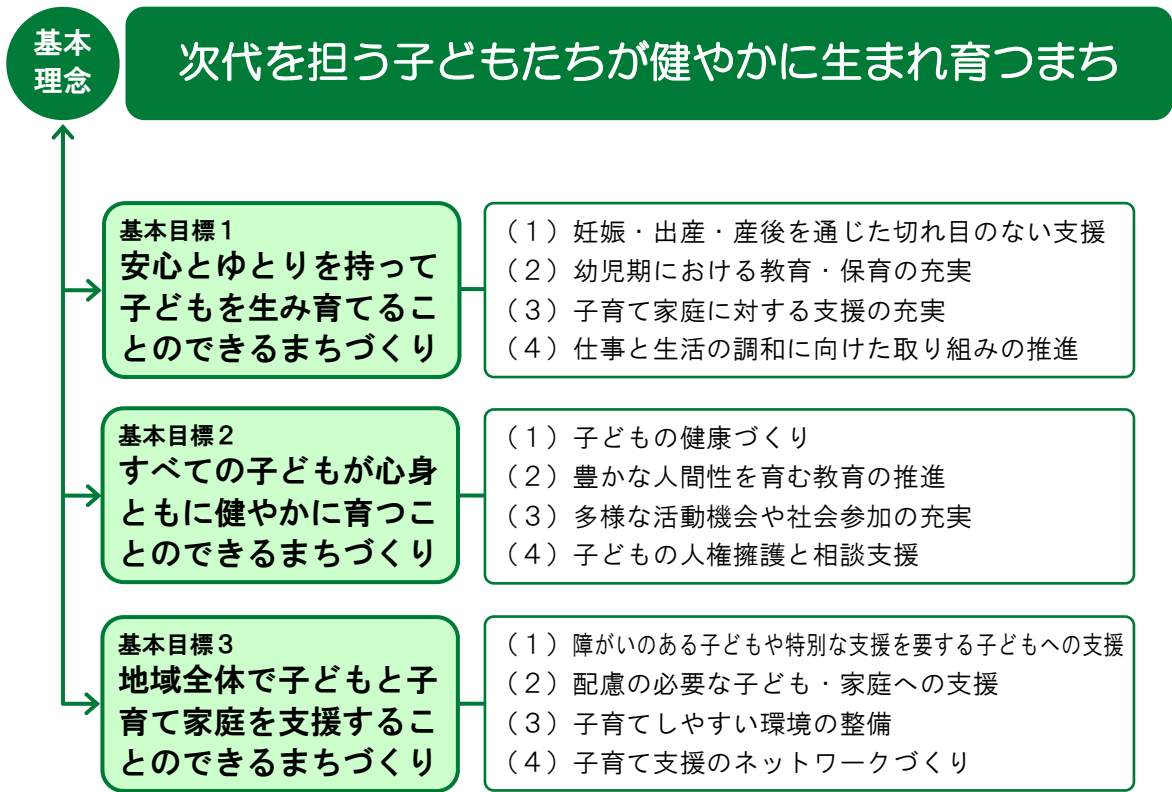 基本
理念
次代を担う子どもたちが健やかに生まれ育つまち
基本目標１
安心とゆとりを持って
子どもを生み育てるこ
とのできるまちづくり
（１）妊娠・出産・産後を通じた切れ目のない支援
（２）幼児期における教育・保育の充実
（３）子育て家庭に対する支援の充実
（４）仕事と生活の調和に向けた取り組みの推進
基本目標２
すべての子どもが心身
ともに健やかに育つこ
とのできるまちづくり
（１）子どもの健康づくり
（２）豊かな人間性を育む教育の推進
（３）多様な活動機会や社会参加の充実
（４）子どもの人権擁護と相談支援
基本目標３
地域全体で子どもと子
育て家庭を支援するこ
とのできるまちづくり
（１）障がいのある子どもや特別な支援を要する子どもへの支援
（２）配慮の必要な子ども・家庭への支援
（３）子育てしやすい環境の整備
（４）子育て支援のネットワークづくり